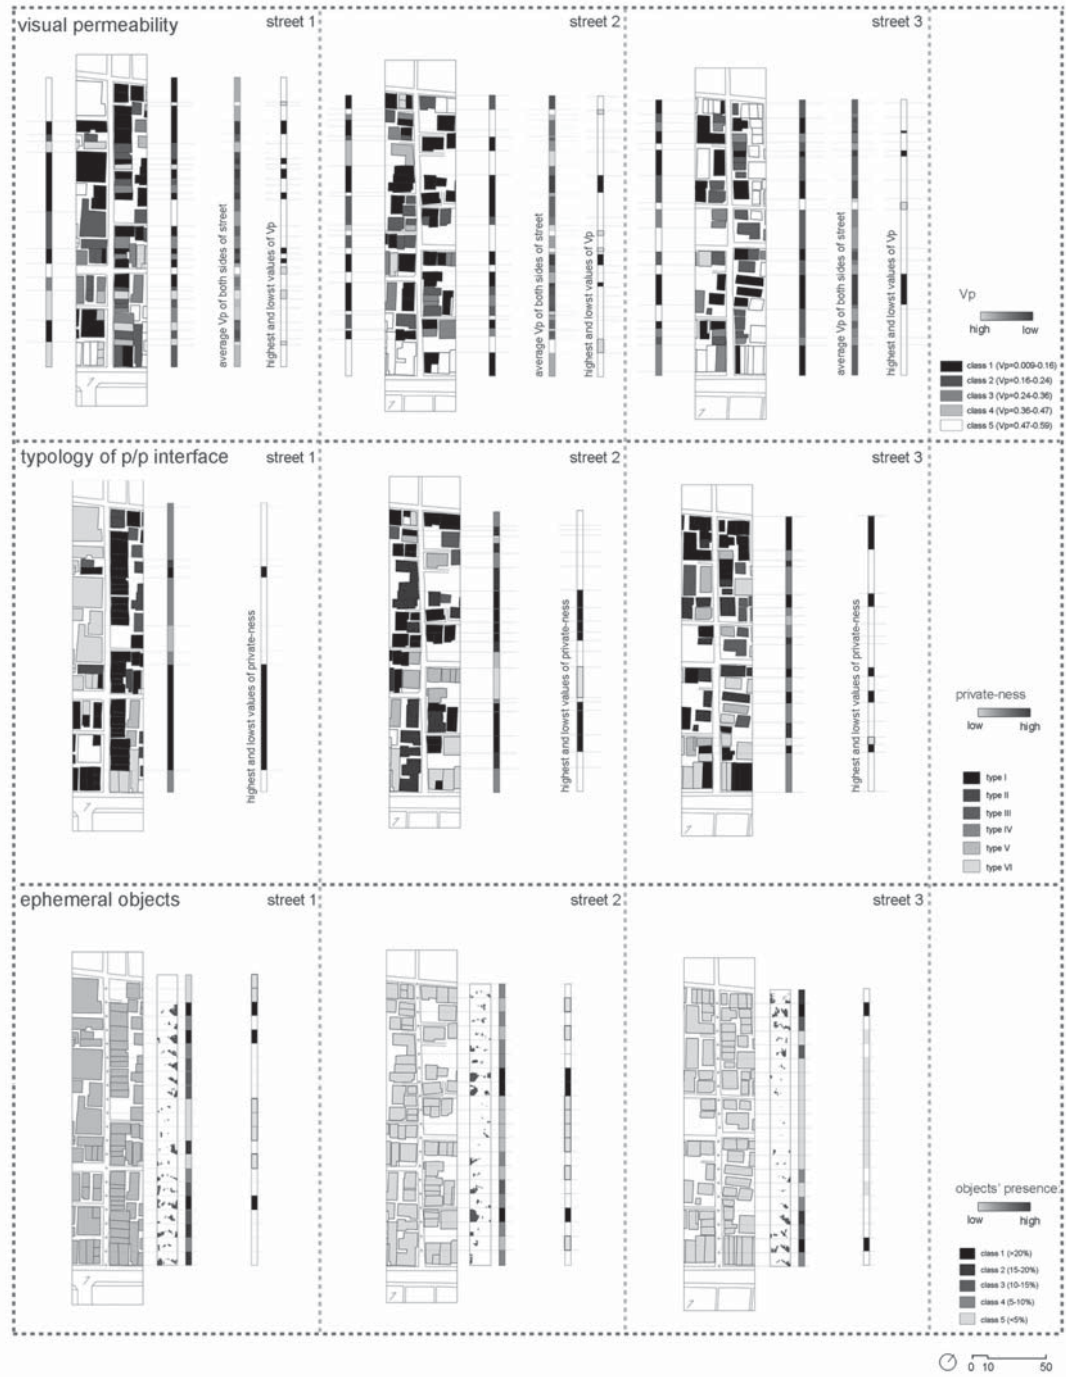 visual permeability
street 1
street 2
street 3
average Vp of both sides of street
highest and lowst values of Vp
average Vp of both sides of street
highest and lowst values of Vp
average Vp of both sides of street
highest and lowst values of Vp
Vp
high low
class 1 (Vp=0.009-0.16)
class 2 (Vp=0.16-0.24)
class 3 (Vp=0.24-0.36)
class 4 (Vp=0.36-0.47)
class 5 (Vp=0.47-0.59)
typology of p/p interface
street 1
street 2
street 3
highest and lowst values of private-ness
highest and lowst values of private-ness
highest and lowst values of private-ness
private-ness
low high
type I
type II
type III
type IV
type V
type VI
ephemeral objects
street 1
street 2
street 3
objects' presence
low high
class 1 (>20%)
class 2 (15-20%)
class 3 (10-15%)
class 4 (5-10%)
class 5 (<5%)
0 10 50